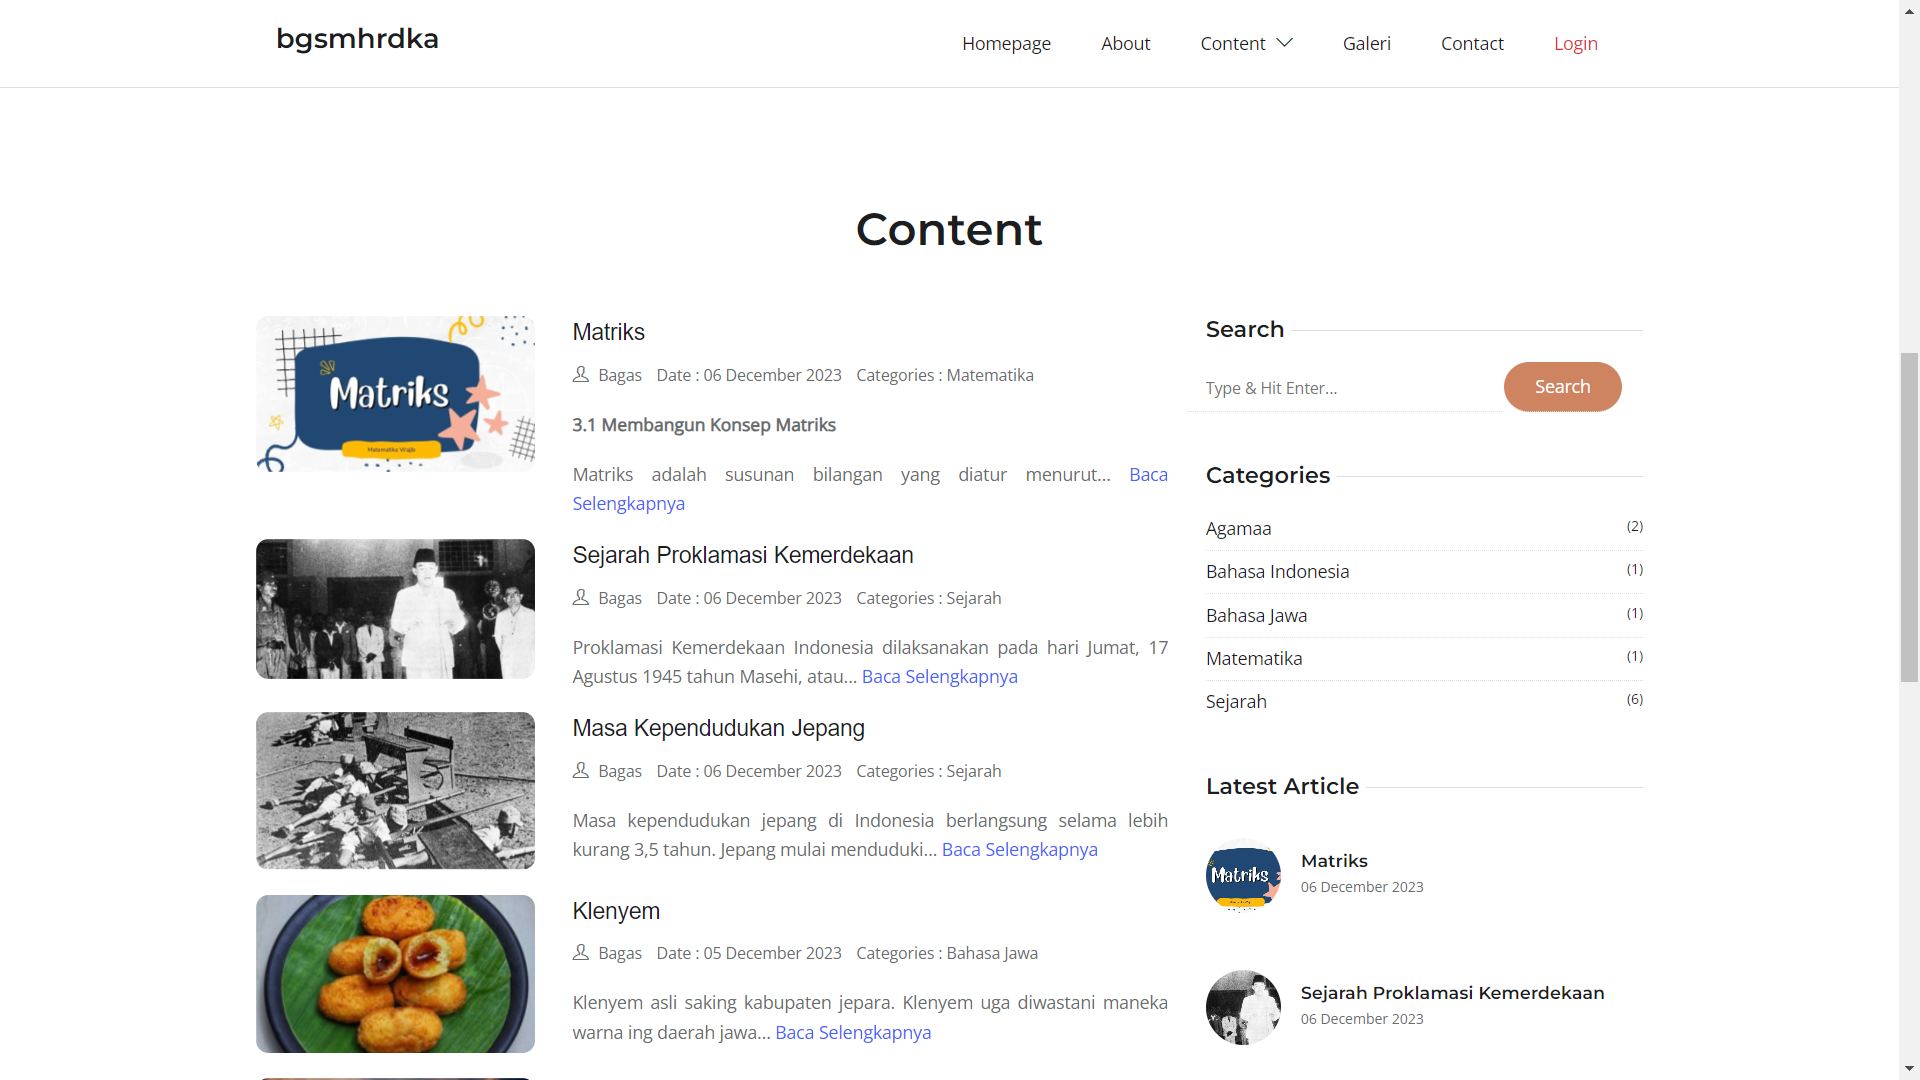 bgsmhrdka
Homepage
About
Content
Galeri
Contact
Login
Content
Matriks
Matematika Wajib
Matriks
Bagas Date : 06 December 2023 Categories : Matematika
3.1 Membangun Konsep Matriks
Matriks adalah susunan bilangan yang diatur menurut... Baca
Selengkapnya
Sejarah Proklamasi Kemerdekaan
Bagas Date : 06 December 2023 Categories : Sejarah
Proklamasi Kemerdekaan Indonesia dilaksanakan pada hari Jumat, 17
Agustus 1945 tahun Masehi, atau... Baca Selengkapnya
Masa Kependudukan Jepang
Bagas Date : 06 December 2023 Categories : Sejarah
Masa kependudukan jepang di Indonesia berlangsung selama lebih
kurang 3,5 tahun. Jepang mulai menduduki... Baca Selengkapnya
Klenyem
Bagas Date : 05 December 2023 Categories : Bahasa Jawa
Klenyem asli saking kabupaten jepara. Klenyem uga diwastani maneka
warna ing daerah jawa... Baca Selengkapnya
Search
Type & Hit Enter...
Search
Categories
Agamaa (2)
Bahasa Indonesia (1)
Bahasa Jawa (1)
Matematika (1)
Sejarah (6)
Latest Article
Matriks
Matriks
06 December 2023
Sejarah Proklamasi Kemerdekaan
06 December 2023